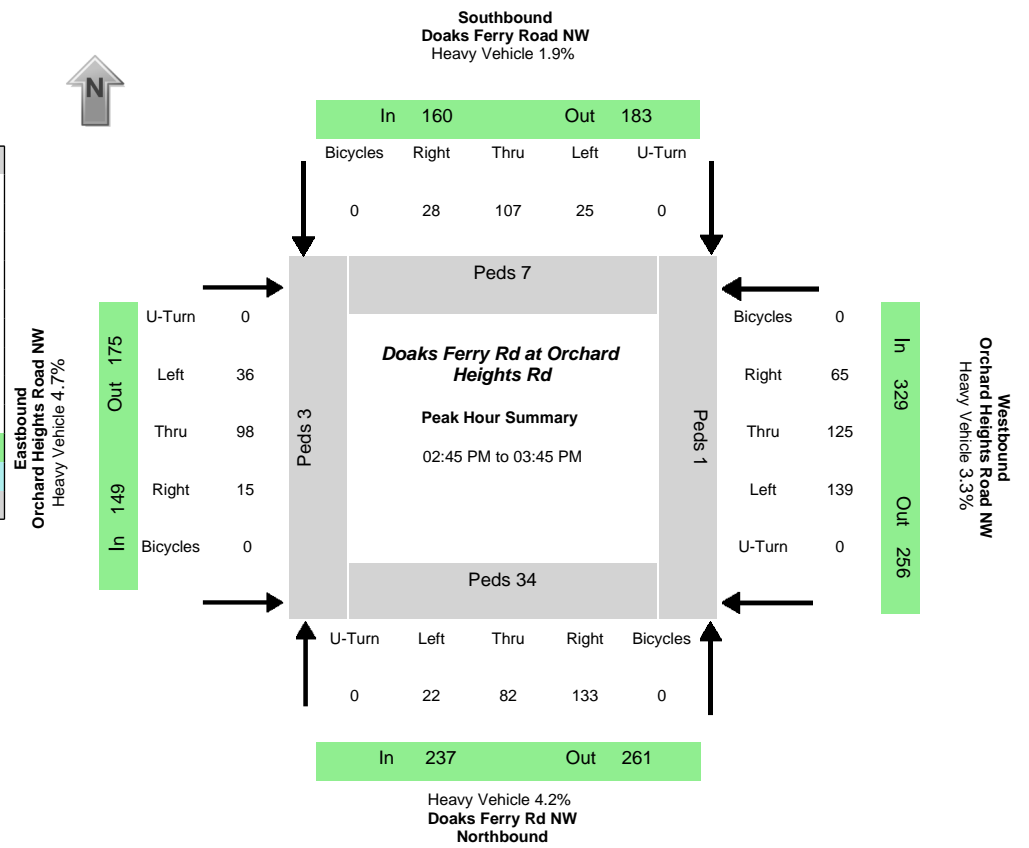 Southbound
Doaks Ferry Road NW
Heavy Vehicle 1.9%
N
In 160 Out 183
Bicycles Right Thru Left U-Turn
0 28 107 25 0
Peds 7
Eastbound
Orchard Heights Road NW
Heavy Vehicle 4.7%
In 149 Out 175
U-Turn 0
Left 36
Thru 98
Right 15
Bicycles 0
Peds 3
Doaks Ferry Rd at Orchard
Heights Rd
Peak Hour Summary
02:45 PM to 03:45 PM
Peds 1
Bicycles 0
Right 65
Thru 125
Left 139
U-Turn 0
In 329 Out 256
Westbound
Orchard Heights Road NW
Heavy Vehicle 3.3%
Peds 34
U-Turn Left Thru Right Bicycles
0 22 82 133 0
In 237 Out 261
Heavy Vehicle 4.2%
Doaks Ferry Rd NW
Northbound